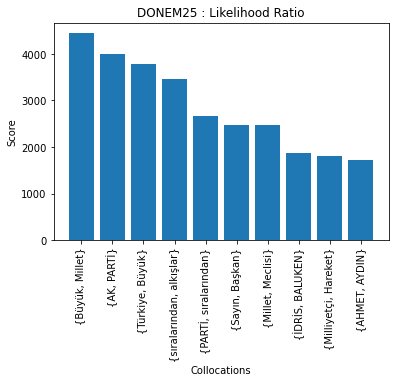 DONEM25 : Likelihood Ratio
Score
4000
3000
2000
1000
0
{Büyük, Millet}
{AK, PARTİ}
{Türkiye, Büyük}
{sıralarından, alkışlar}
{PARTİ, sıralarından}
{Sayın, Başkan}
{Millet, Meclisi}
{İDRİS, BALUKEN}
{Milliyetçi, Hareket}
{AHMET, AYDIN}
Collocations